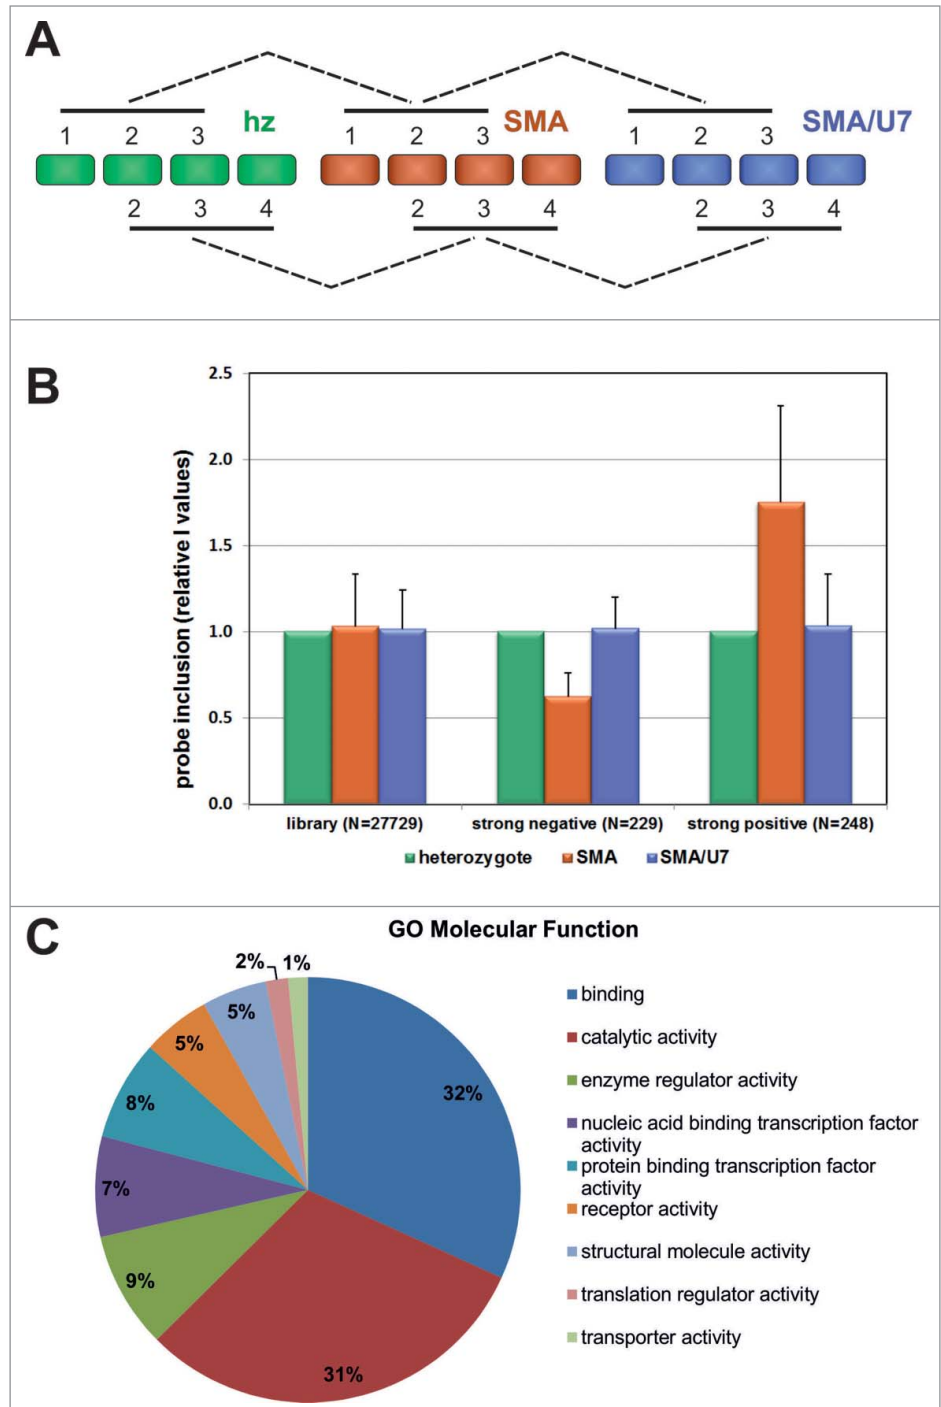 A
1 2 3 hz 1 2 3 SMA 1 2 3 SMA/U7
2 3 4 2 3 4 2 3 4
B
probe inclusion (relative I values)
2.5
2.0
1.5
1.0
0.5
0.0
library (N=27729) strong negative (N=229) strong positive (N=248)
heterozygote SMA SMA/U7
C
GO Molecular Function
2% 1%
5%
5%
8%
7%
9%
31%
32%
binding
catalytic activity
enzyme regulator activity
nucleic acid binding transcription factor
activity
protein binding transcription factor
activity
receptor activity
structural molecule activity
translation regulator activity
transporter activity